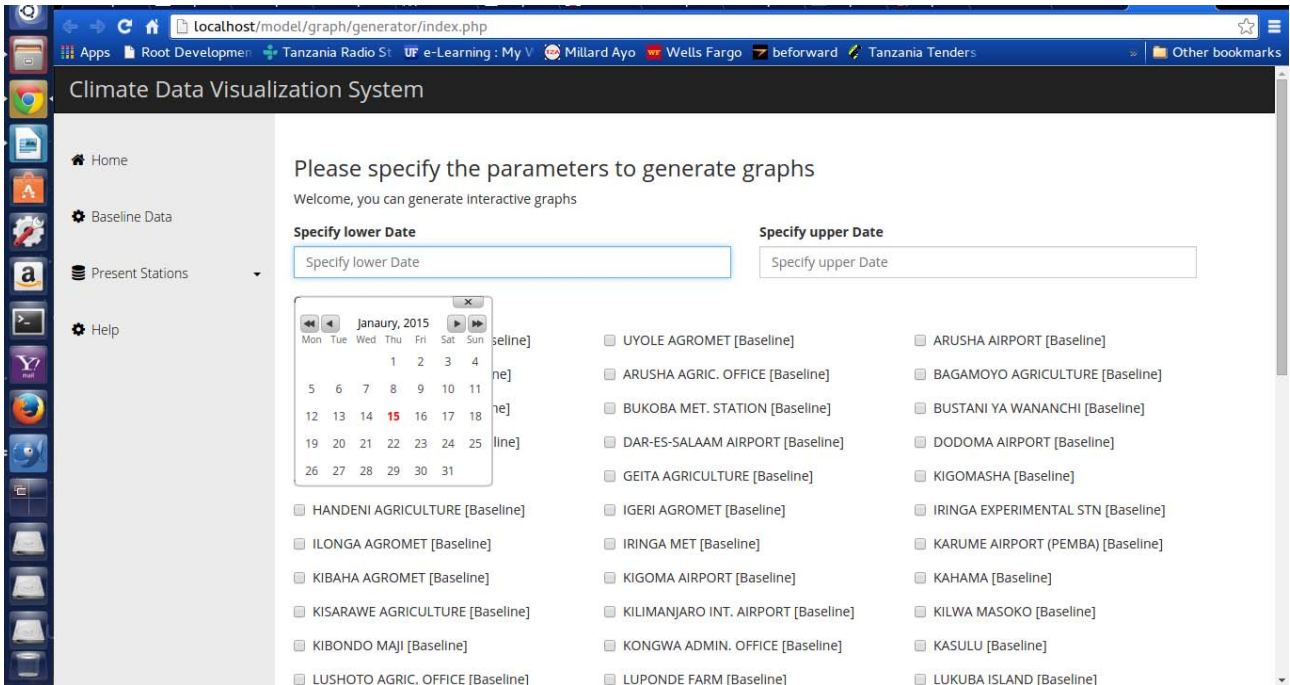 localhost/model/graph/generator/index.php
Apps Root Developmen Tanzania Radio St UF e-Learning : My V Millard Ayo Wells Fargo beforward Tanzania Tenders » Other bookmarks
Climate Data Visualization System
Home
Baseline Data
Present Stations
Help
Please specify the parameters to generate graphs
Welcome, you can generate interactive graphs
Specify lower Date Specify upper Date
Specify lower Date Specify upper Date
Janaury, 2015
Mon Tue Wed Thu Fri Sat Sun
1 2 3 4
5 6 7 8 9 10 11
12 13 14 15 16 17 18
19 20 21 22 23 24 25
26 27 28 29 30 31
seline] UYOLE AGROMET [Baseline] ARUSHA AIRPORT [Baseline]
ne] ARUSHA AGRIC. OFFICE [Baseline] BAGAMOYO AGRICULTURE [Baseline]
ne] BUKOBA MET. STATION [Baseline] BUSTANI YA WANANCHI [Baseline]
line] DAR-ES-SALAAM AIRPORT [Baseline] DODOMA AIRPORT [Baseline]
GEITA AGRICULTURE [Baseline] KIGOMASHA [Baseline]
HANDENI AGRICULTURE [Baseline] IGERI AGROMET [Baseline] IRINGA EXPERIMENTAL STN [Baseline]
ILONGA AGROMET [Baseline] IRINGA MET [Baseline] KARUME AIRPORT (PEMBA) [Baseline]
KIBAHA AGROMET [Baseline] KIGOMA AIRPORT [Baseline] KAHAMA [Baseline]
KISARAWE AGRICULTURE [Baseline] KILIMANJARO INT. AIRPORT [Baseline] KILWA MASOKO [Baseline]
KIBONDO MAJI [Baseline] KONGWA ADMIN. OFFICE [Baseline] KASULU [Baseline]
LUSHOTO AGRIC. OFFICE [Baseline] LUPONDE FARM [Baseline] LUKUBA ISLAND [Baseline]